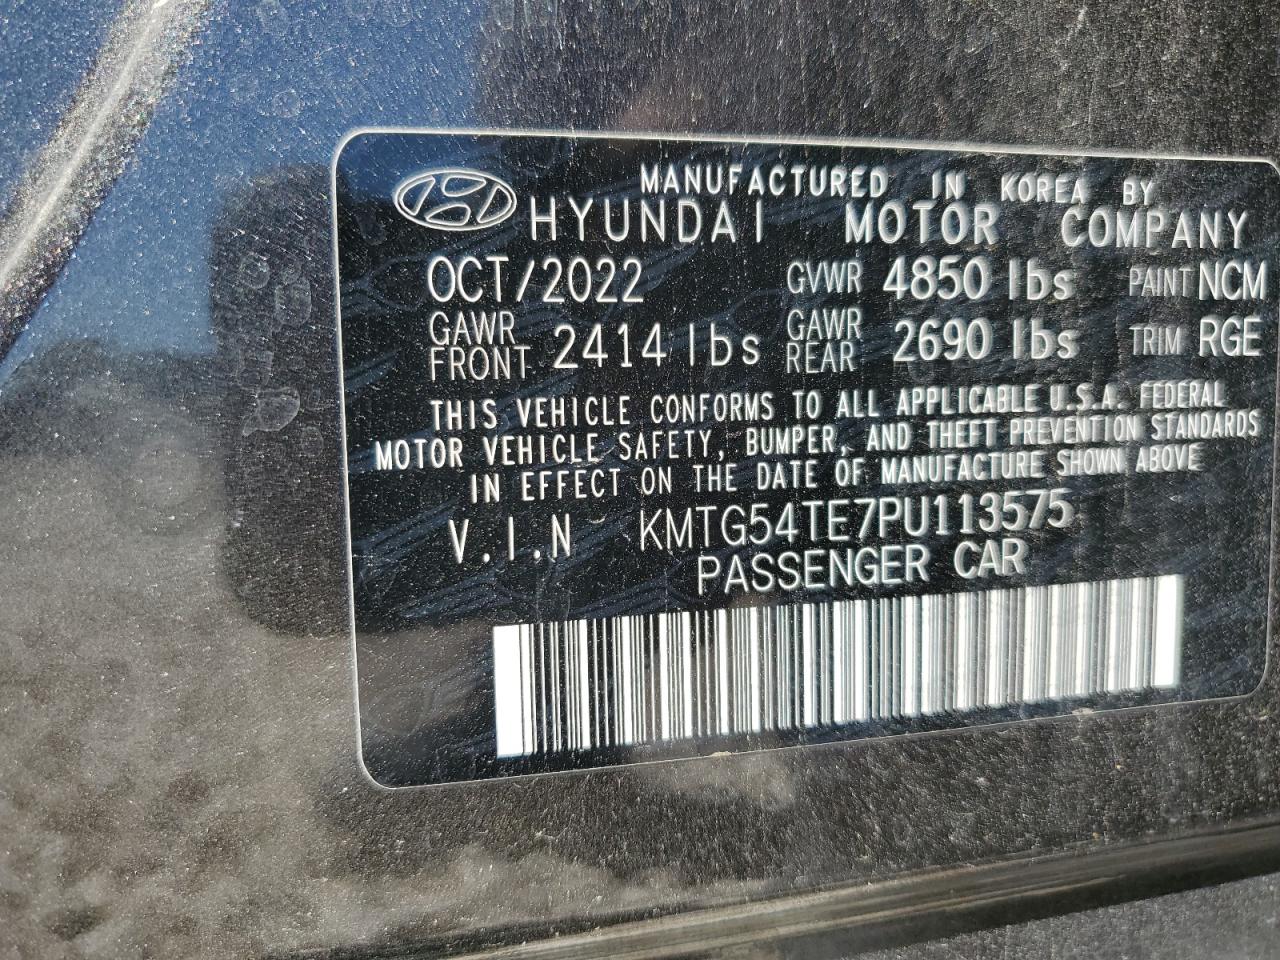 MANUFACTURED IN KOREA BY
HYUNDAI MOTOR COMPANY
OCT/2022 GVWR 4850 lbs PAINT NCM
GAWR FRONT 2414 lbs GAWR REAR 2690 lbs TRIM RGE
THIS VEHICLE CONFORMS TO ALL APPLICABLE U.S.A. FEDERAL
MOTOR VEHICLE SAFETY, BUMPER, AND THEFT PREVENTION STANDARDS
IN EFFECT ON THE DATE OF MANUFACTURE SHOWN ABOVE
V.I.N KMTG54TE7PU113575
PASSENGER CAR